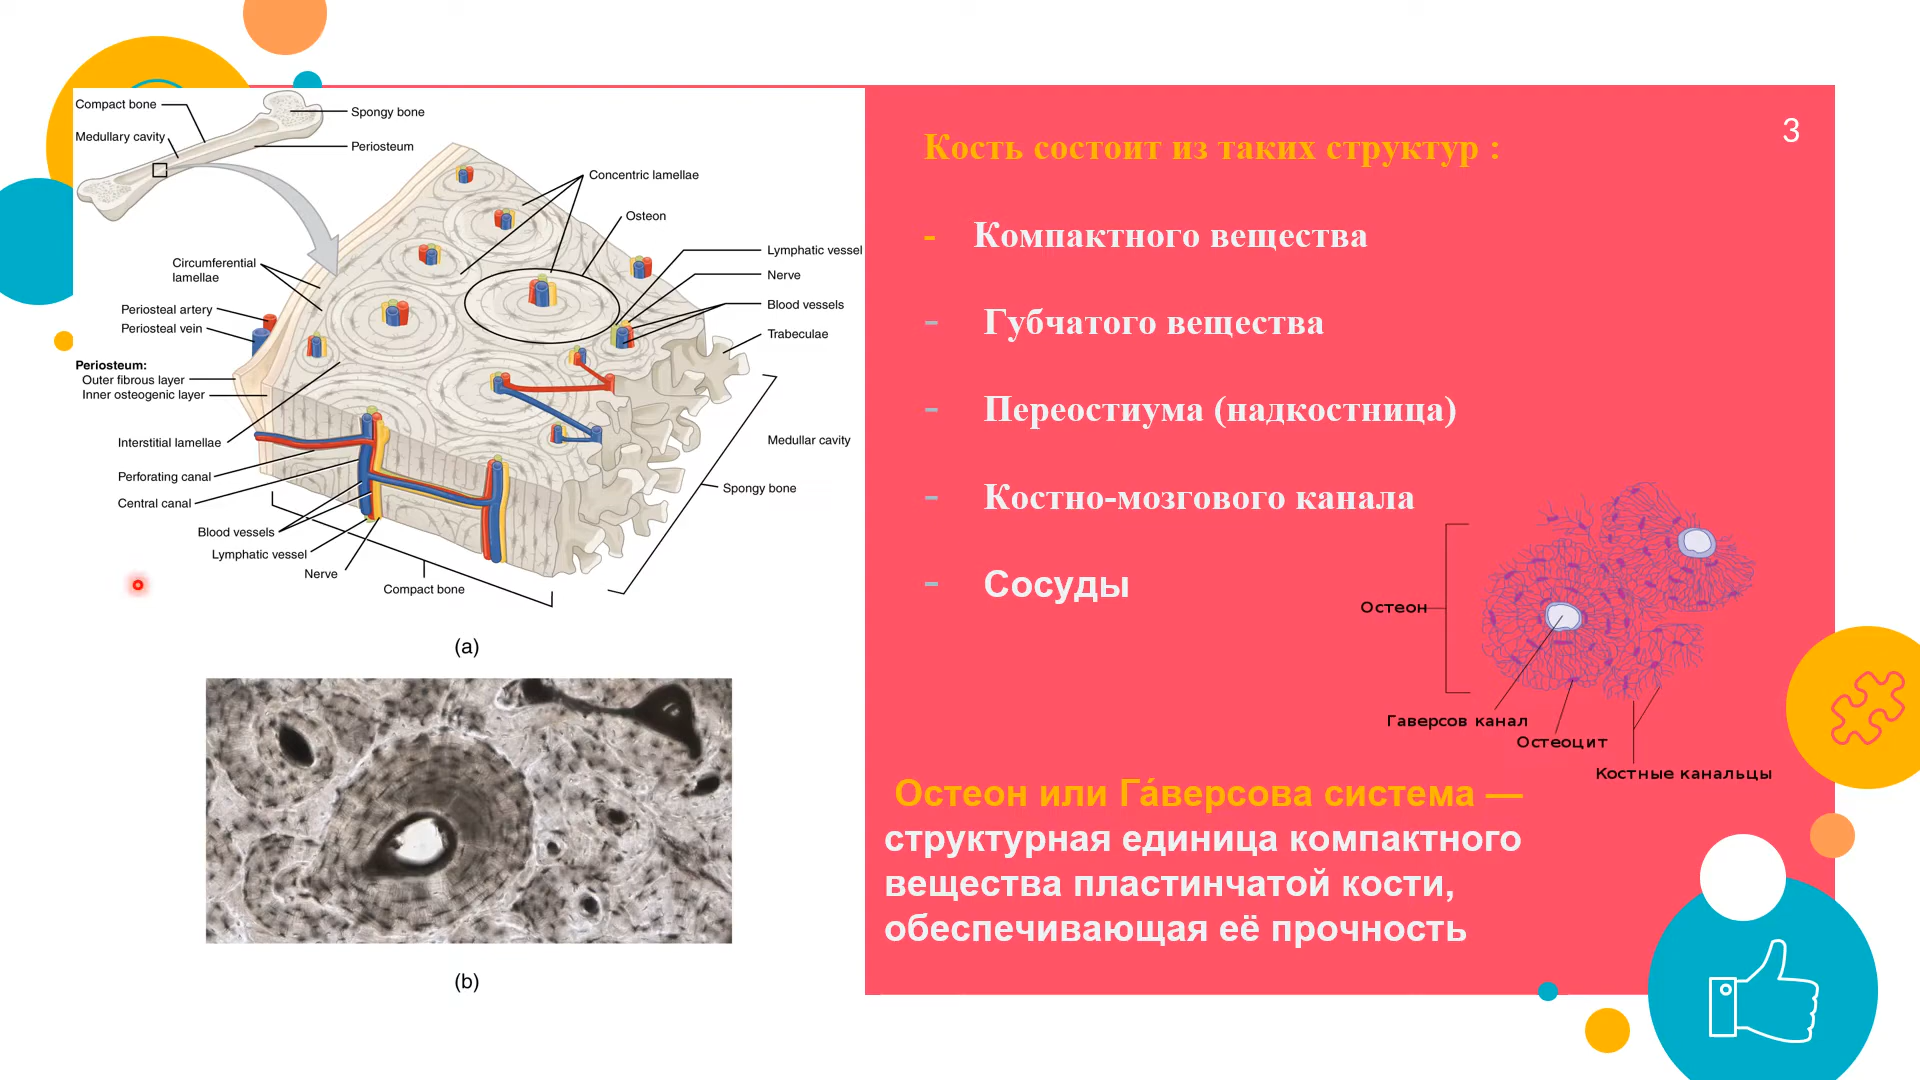 Compact bone
Medullary cavity
Spongy bone
Periosteum
Concentric lamellae
Osteon
Lymphatic vessel
Nerve
Blood vessels
Trabeculae
Circumferential
lamellae
Periosteal artery
Periosteal vein
Periosteum:
Outer fibrous layer
Inner osteogenic layer
Interstitial lamellae
Perforating canal
Central canal
Blood vessels
Lymphatic vessel
Nerve
Compact bone
Medullar cavity
Spongy bone
(a)
(b)
3
Кость состоит из таких структур :
- Компактного вещества
- Губчатого вещества
- Переостиума (надкостница)
- Костно-мозгового канала
- Сосуды
Остеон
Гаверсов канал
Остеоцит
Костные канальцы
Остеон или Га́версова система —
структурная единица компактного
вещества пластинчатой кости,
обеспечивающая её прочность